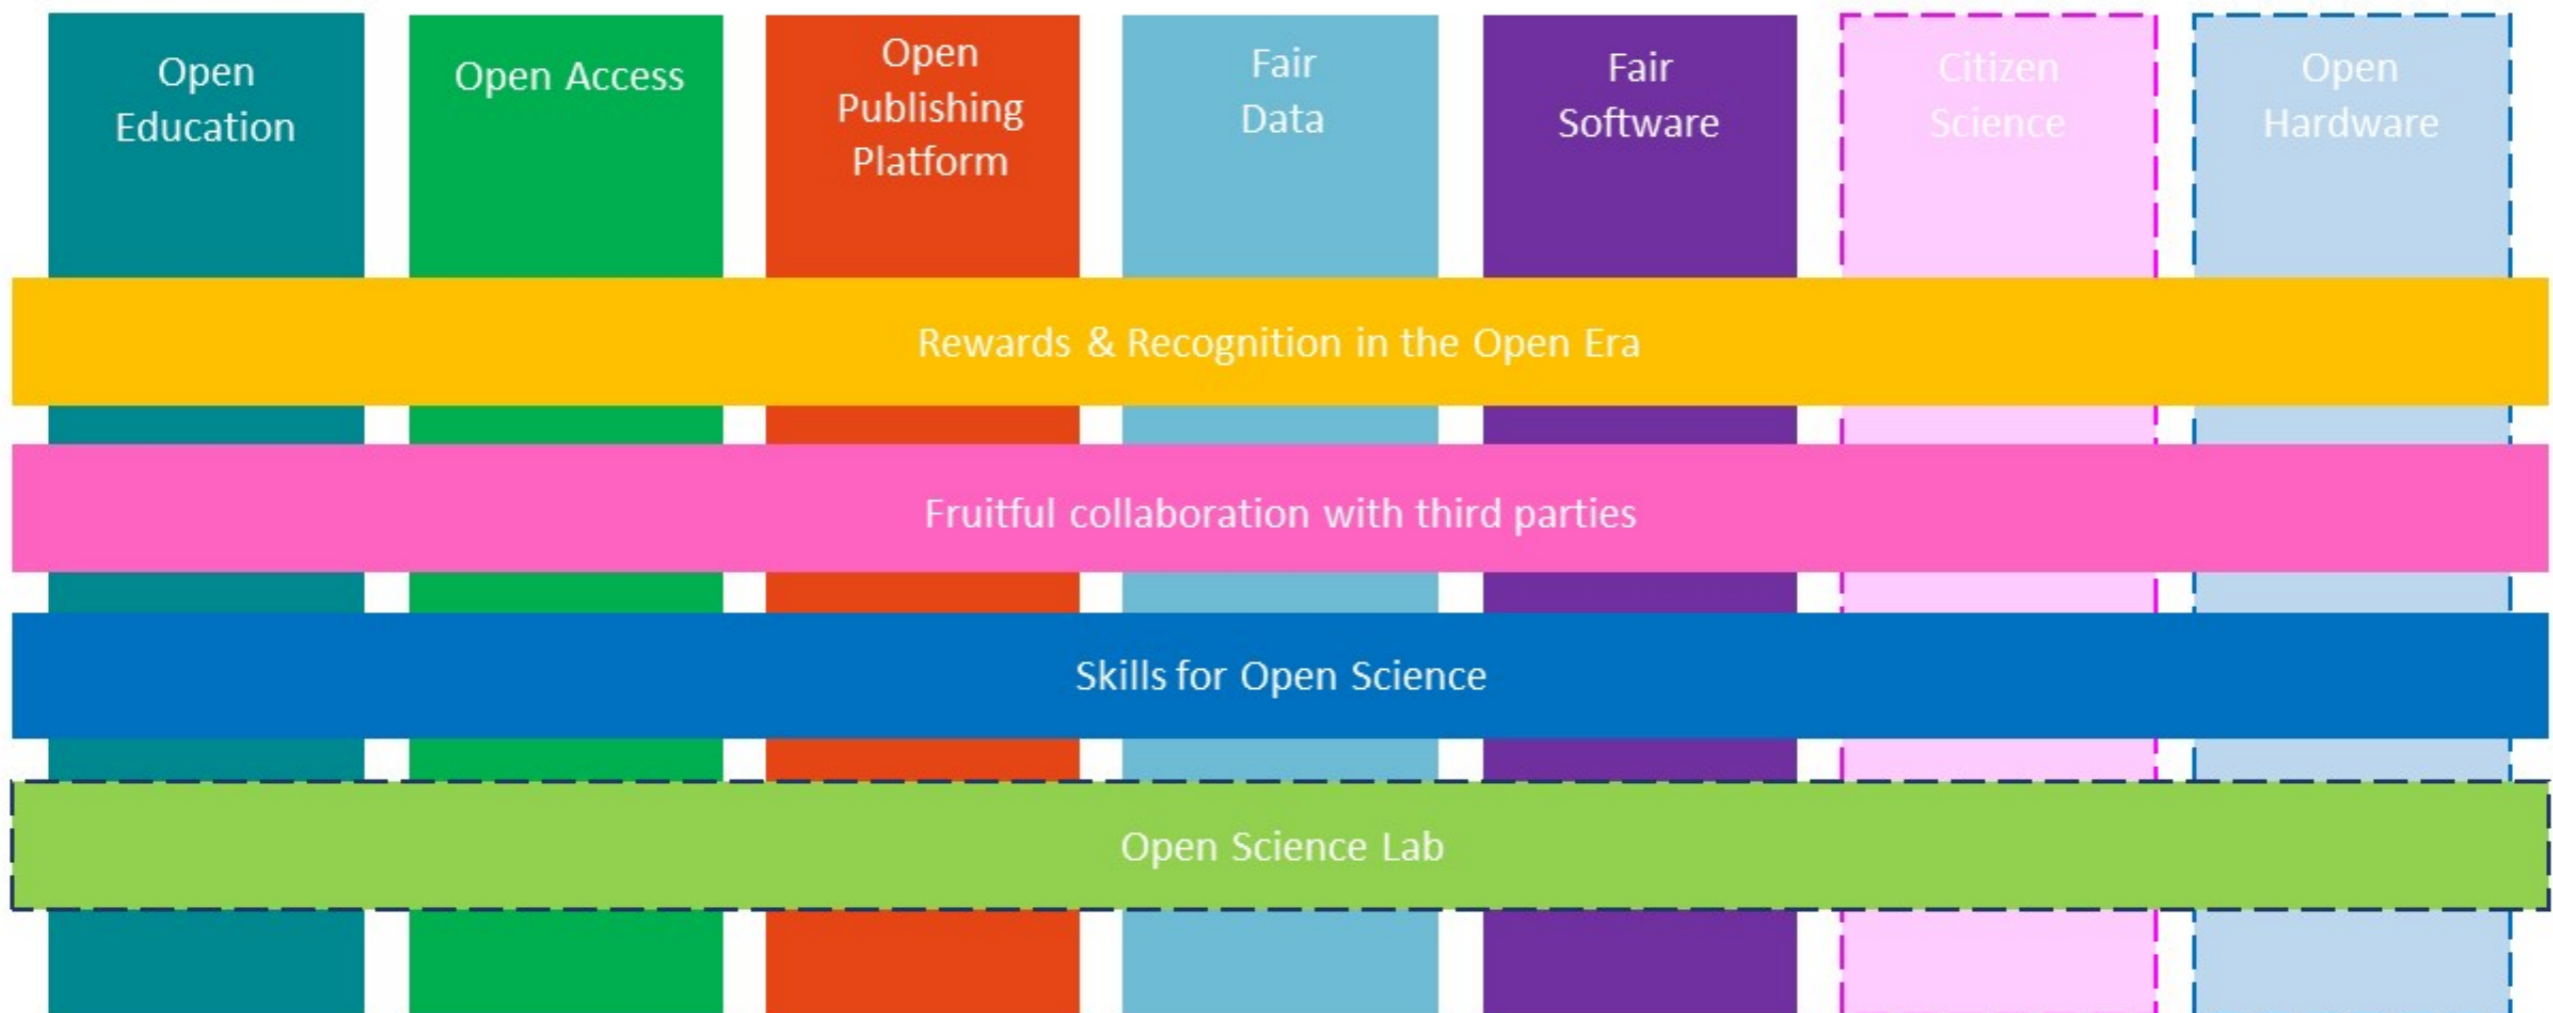 Open
Education
Open Access
Open
Publishing
Platform
Fair
Data
Fair
Software
Citizen
Science
Open
Hardware
Rewards & Recognition in the Open Era
Fruitful collaboration with third parties
Skills for Open Science
Open Science Lab